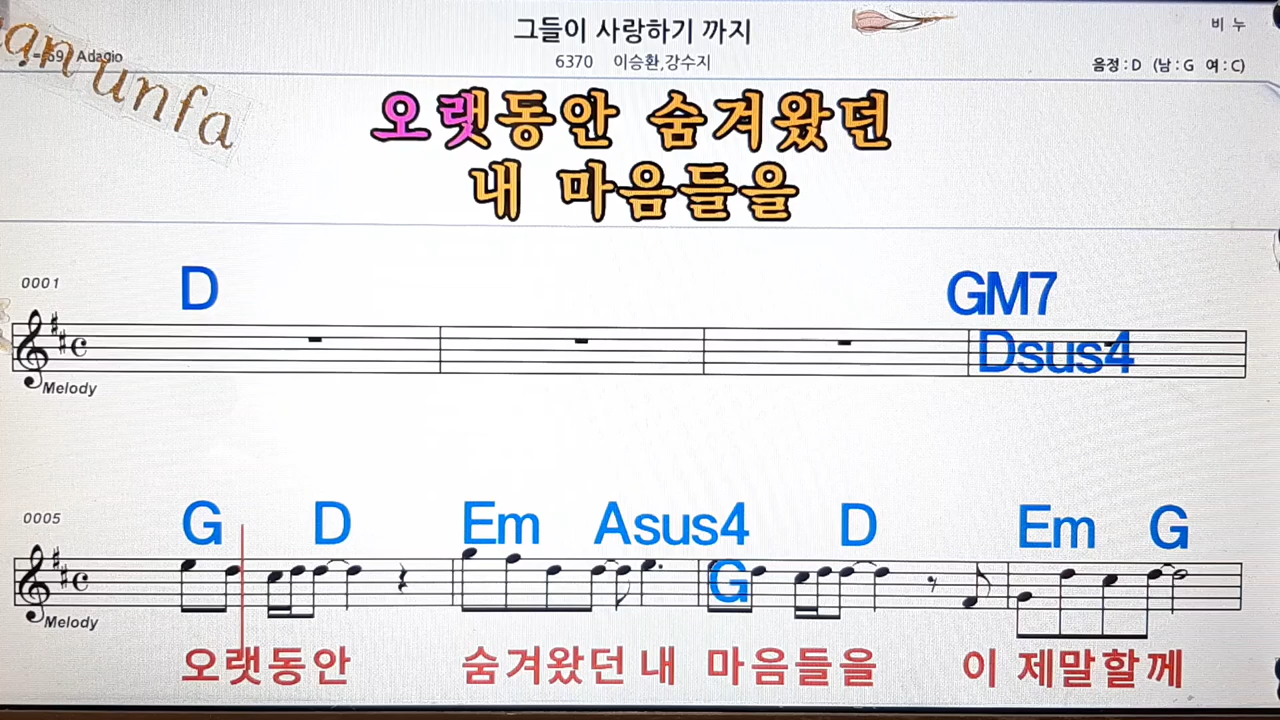 그들이 사랑하기 까지
비 누
=69 Adagio
6370 이승환,강수지
음정 : D (남 : G 여 : C)
unfa
오랫동안 숨겨왔던
내 마음들을
0001
D
GM7
Dsus4
Melody
0005
G D Em Asus4 D Em G
G
Melody
오랫동안 숨겨왔던 내 마음들을 이 제말할께